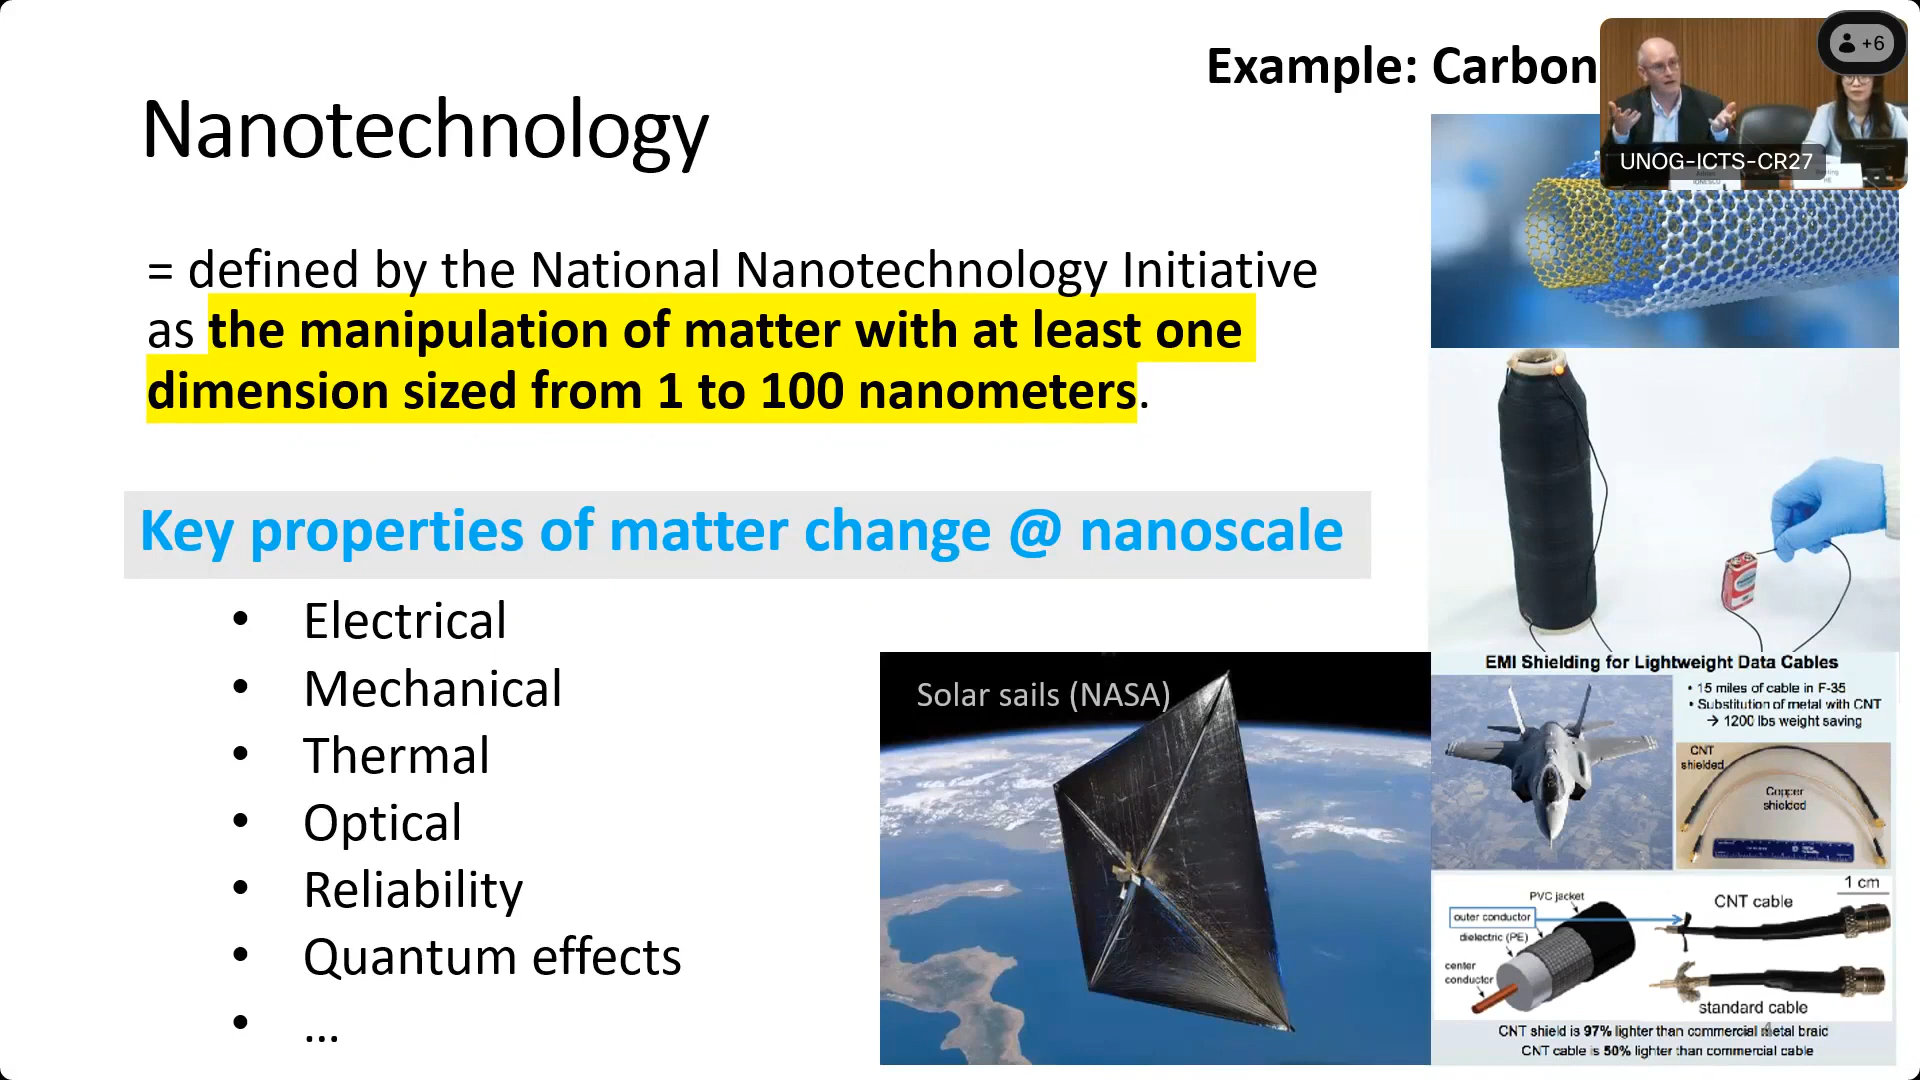 Example: Carbon
+6
UNOG-ICTS-CR27
Nanotechnology
= defined by the National Nanotechnology Initiative
as the manipulation of matter with at least one
dimension sized from 1 to 100 nanometers.
Key properties of matter change @ nanoscale
• Electrical
• Mechanical
• Thermal
• Optical
• Reliability
• Quantum effects
• ...
Solar sails (NASA)
EMI Shielding for Lightweight Data Cables
• 15 miles of cable in F-35
• Substitution of metal with CNT
→ 1200 lbs weight saving
CNT
shielded
Copper
shielded
1 cm
PVC jacket
outer conductor
dielectric (PE)
center
conductor
CNT cable
standard cable
4
CNT shield is 97% lighter than commercial metal braid
CNT cable is 50% lighter than commercial cable